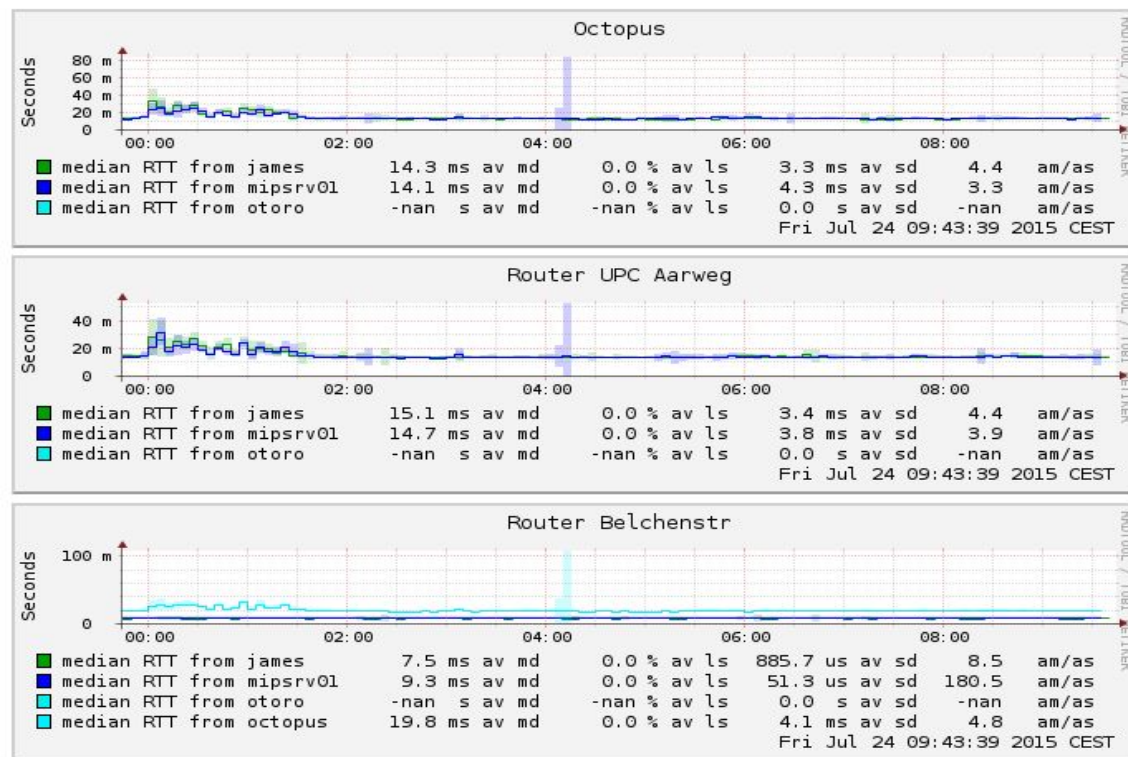 Octopus
Seconds
80 m
60 m
40 m
20 m
0
00:00 02:00 04:00 06:00 08:00
median RTT from james 14.3 ms av md 0.0 % av ls 3.3 ms av sd 4.4 am/as
median RTT from mipsrv01 14.1 ms av md 0.0 % av ls 4.3 ms av sd 3.3 am/as
median RTT from otoro -nan s av md -nan % av ls 0.0 s av sd -nan am/as
Fri Jul 24 09:43:39 2015 CEST
Router UPC Aarweg
Seconds
40 m
20 m
0
00:00 02:00 04:00 06:00 08:00
median RTT from james 15.1 ms av md 0.0 % av ls 3.4 ms av sd 4.4 am/as
median RTT from mipsrv01 14.7 ms av md 0.0 % av ls 3.8 ms av sd 3.9 am/as
median RTT from otoro -nan s av md -nan % av ls 0.0 s av sd -nan am/as
Fri Jul 24 09:43:39 2015 CEST
Router Belchenstr
Seconds
100 m
0
00:00 02:00 04:00 06:00 08:00
median RTT from james 7.5 ms av md 0.0 % av ls 885.7 us av sd 8.5 am/as
median RTT from mipsrv01 9.3 ms av md 0.0 % av ls 51.3 us av sd 180.5 am/as
median RTT from otoro -nan s av md -nan % av ls 0.0 s av sd -nan am/as
median RTT from octopus 19.8 ms av md 0.0 % av ls 4.1 ms av sd 4.8 am/as
Fri Jul 24 09:43:39 2015 CEST